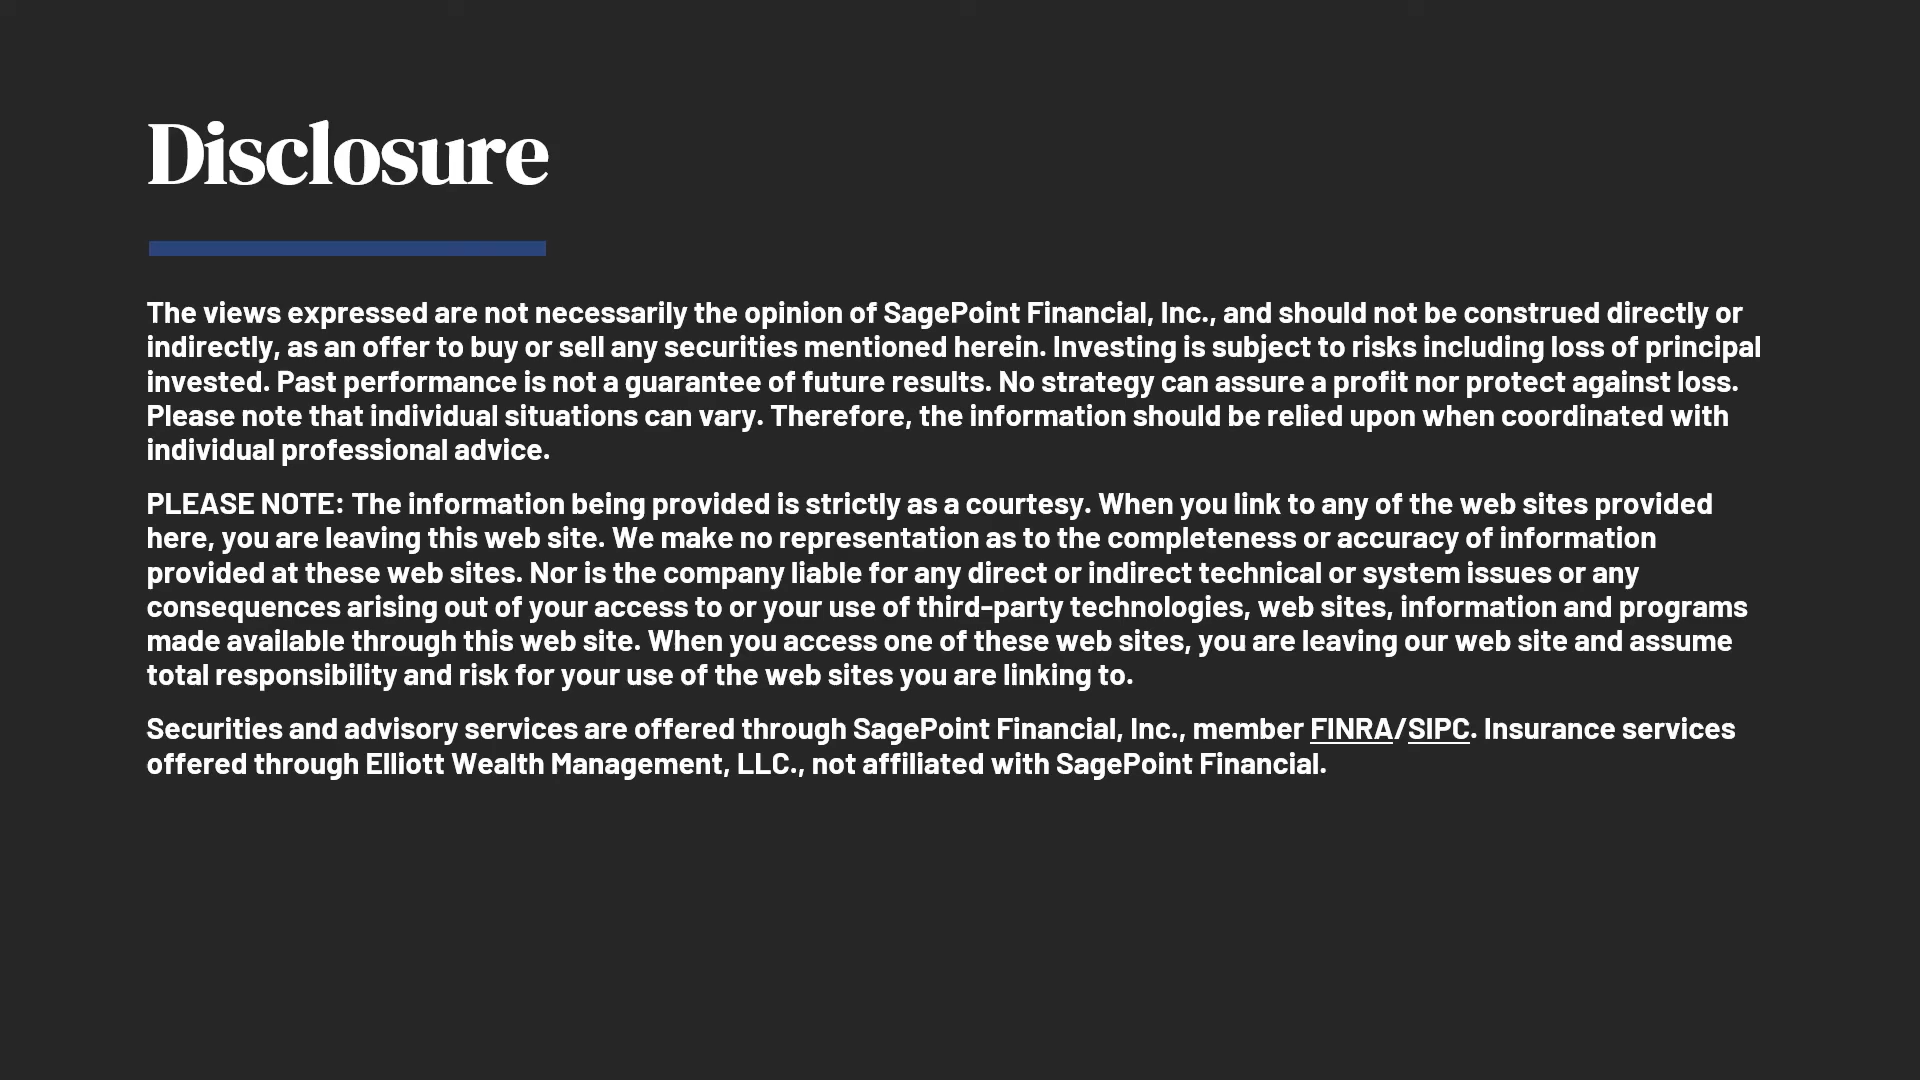 Disclosure
The views expressed are not necessarily the opinion of SagePoint Financial, Inc., and should not be construed directly or
indirectly, as an offer to buy or sell any securities mentioned herein. Investing is subject to risks including loss of principal
invested. Past performance is not a guarantee of future results. No strategy can assure a profit nor protect against loss.
Please note that individual situations can vary. Therefore, the information should be relied upon when coordinated with
individual professional advice.
PLEASE NOTE: The information being provided is strictly as a courtesy. When you link to any of the web sites provided
here, you are leaving this web site. We make no representation as to the completeness or accuracy of information
provided at these web sites. Nor is the company liable for any direct or indirect technical or system issues or any
consequences arising out of your access to or your use of third-party technologies, web sites, information and programs
made available through this web site. When you access one of these web sites, you are leaving our web site and assume
total responsibility and risk for your use of the web sites you are linking to.
Securities and advisory services are offered through SagePoint Financial, Inc., member FINRA/SIPC. Insurance services
offered through Elliott Wealth Management, LLC., not affiliated with SagePoint Financial.